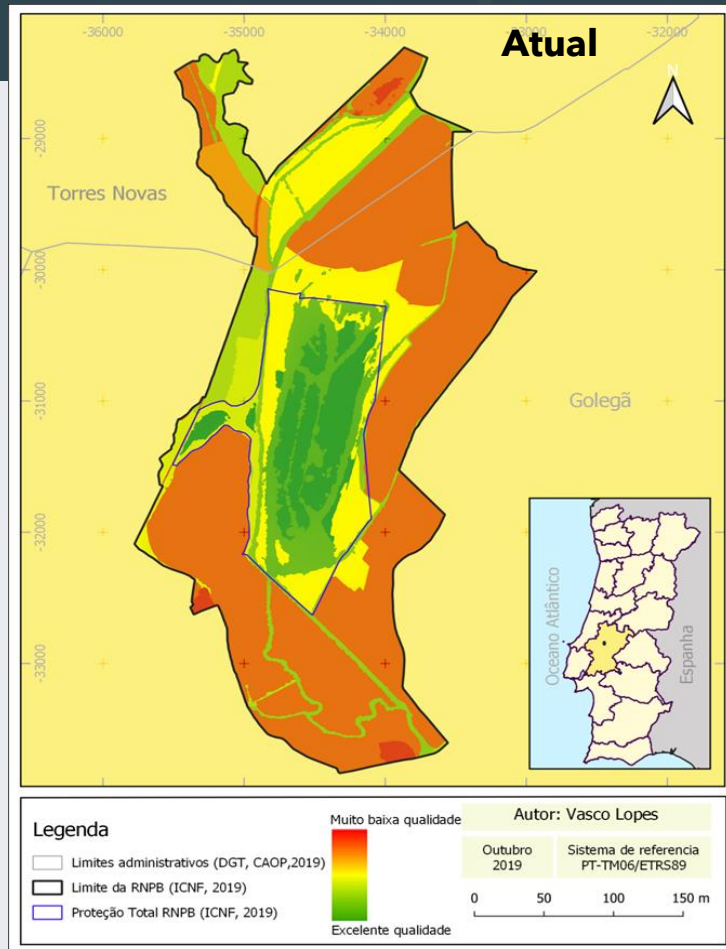 Atual
-36000
-35000
-34000
-33000
-32000
N
-29000
Torres Novas
-30000
-31000
Golegã
-32000
-33000
Oceano Atlântico
Espanha
Legenda
Limites administrativos (DGT, CAOP,2019)
Limite da RNPB (ICNF, 2019)
Proteção Total RNPB (ICNF, 2019)
Muito baixa qualidade
Excelente qualidade
Autor: Vasco Lopes
Outubro
2019
Sistema de referencia
PT-TM06/ETRS89
0 50 100 150 m